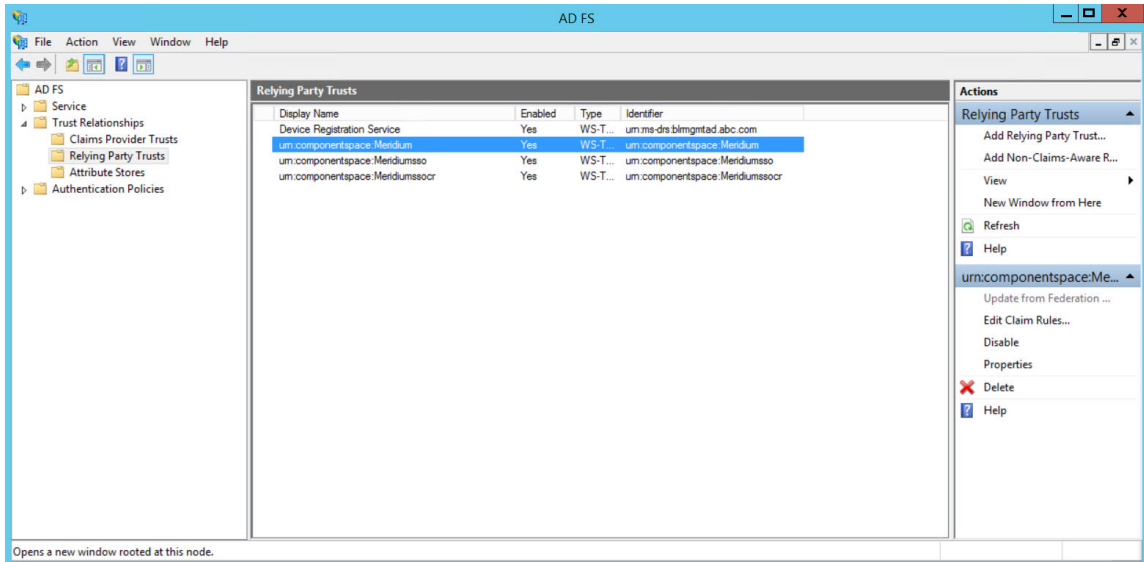 AD FS
File Action View Window Help
AD FS
Service
Trust Relationships
Claims Provider Trusts
Relying Party Trusts
Attribute Stores
Authentication Policies
Relying Party Trusts
Display Name Enabled Type Identifier
Device Registration Service Yes WS-T... urn:ms-drs:blrmgmtad.abc.com
urn:componentspace:Meridium Yes WS-T... urn:componentspace:Meridium
urn:componentspace:Meridiumsso Yes WS-T... urn:componentspace:Meridiumsso
urn:componentspace:Meridiumssocr Yes WS-T... urn:componentspace:Meridiumssocr
Actions
Relying Party Trusts
Add Relying Party Trust...
Add Non-Claims-Aware R...
View
New Window from Here
Refresh
Help
urn:componentspace:Me...
Update from Federation ...
Edit Claim Rules...
Disable
Properties
Delete
Help
Opens a new window rooted at this node.